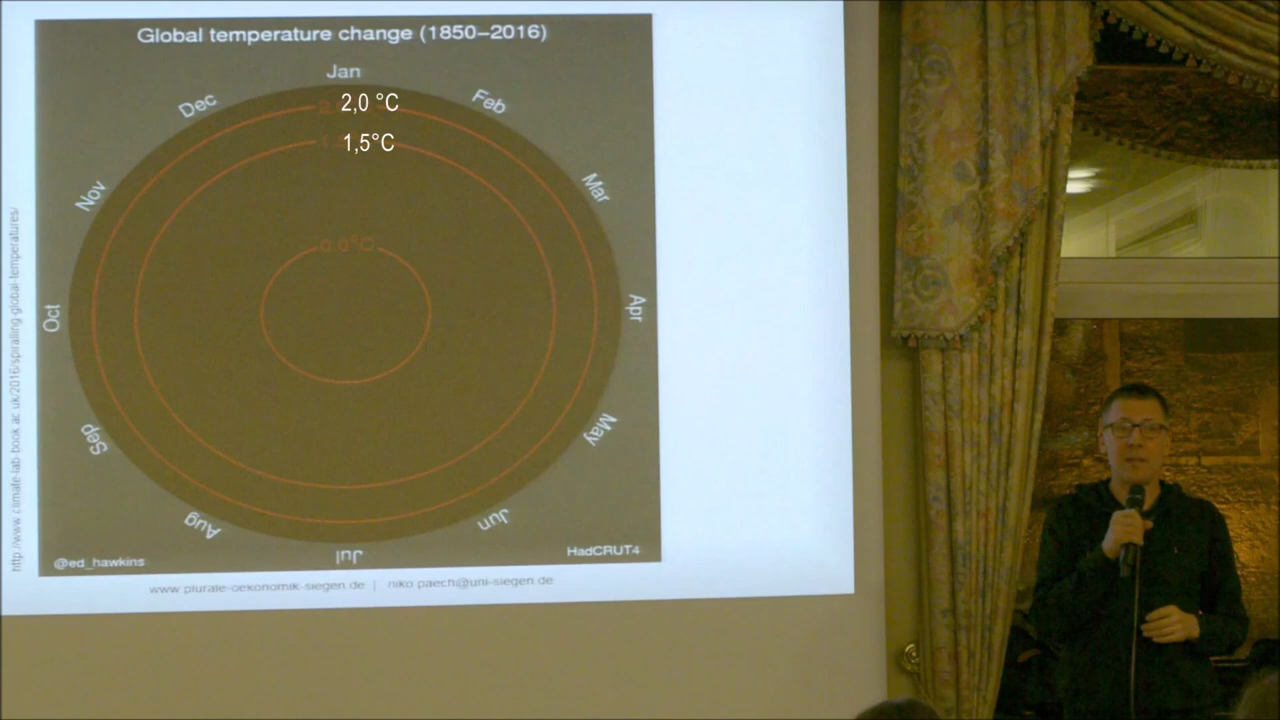 Global temperature change (1850–2016)
Jan
Feb
Mar
Apr
May
Jun
Jul
Aug
Sep
Oct
Nov
Dec
2,0 °C
1,5°C
0.0°C
@ed_hawkins
HadCRUT4
http://www.climate-lab-book.ac.uk/2016/spiralling-global-temperatures/
www.plurale-oekonomik-siegen.de | niko.paech@uni-siegen.de